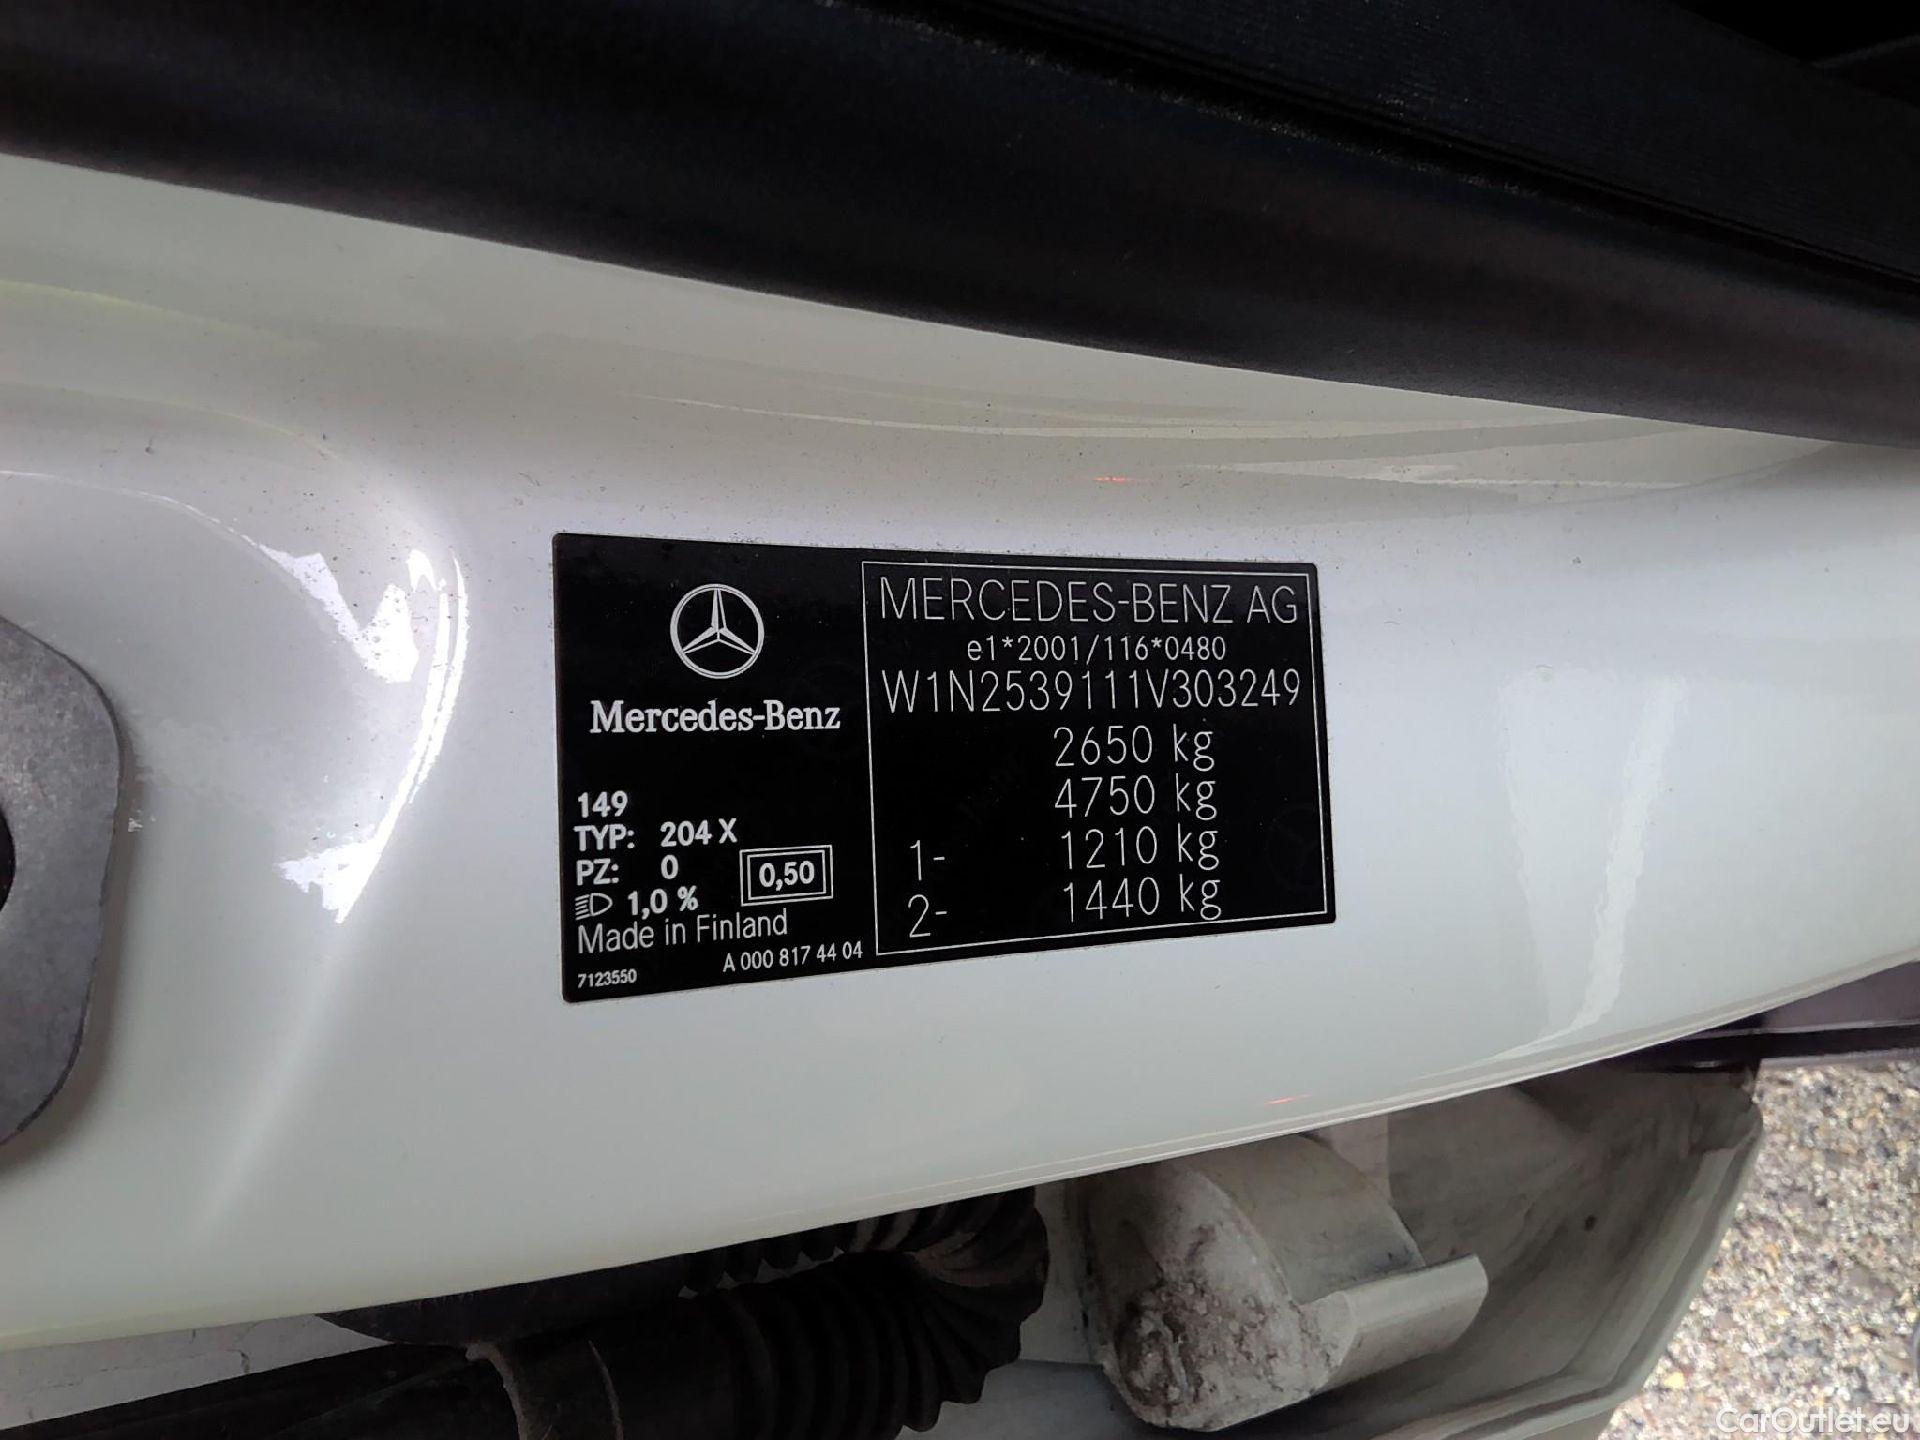 Mercedes-Benz
149
TYP: 204 X
PZ: 0
1,0 %
0,50
Made in Finland
7123550
A 000 817 44 04
MERCEDES-BENZ AG
e1*2001/116*0480
W1N2539111V303249
2650 kg
4750 kg
1- 1210 kg
2- 1440 kg
CarOutlet.eu